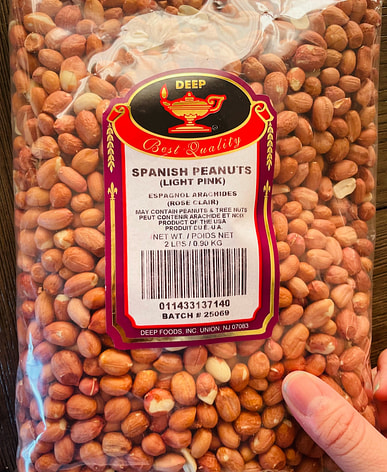 DEEP
Best Quality
SPANISH PEANUTS
(LIGHT PINK)
ESPAGNOL ARACHIDES
(ROSE CLAIR)
MAY CONTAIN PEANUTS & TREE NUTS
PEUT CONTENIR ARACHIDE ET NOIX
PRODUCT OF THE USA
PRODUIT CU É. U.A.
NET WT. / POIDS NET
2 LBS / 0.90 KG
011433137140
BATCH # 25069
DEEP FOODS, INC. UNION, NJ 07083